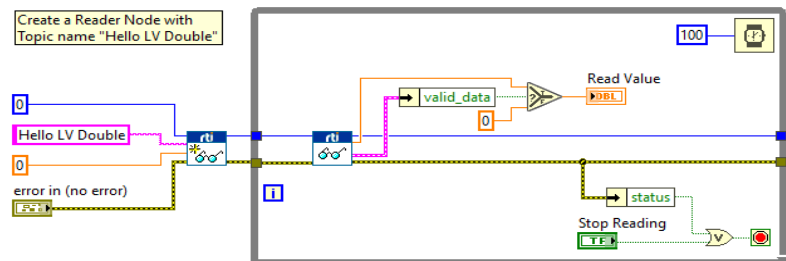 Create a Reader Node with
Topic name "Hello LV Double"
100
Read Value
0
valid_data
DBL
0
rti
rti
Hello LV Double
0
error in (no error)
i
status
Stop Reading
TF
V